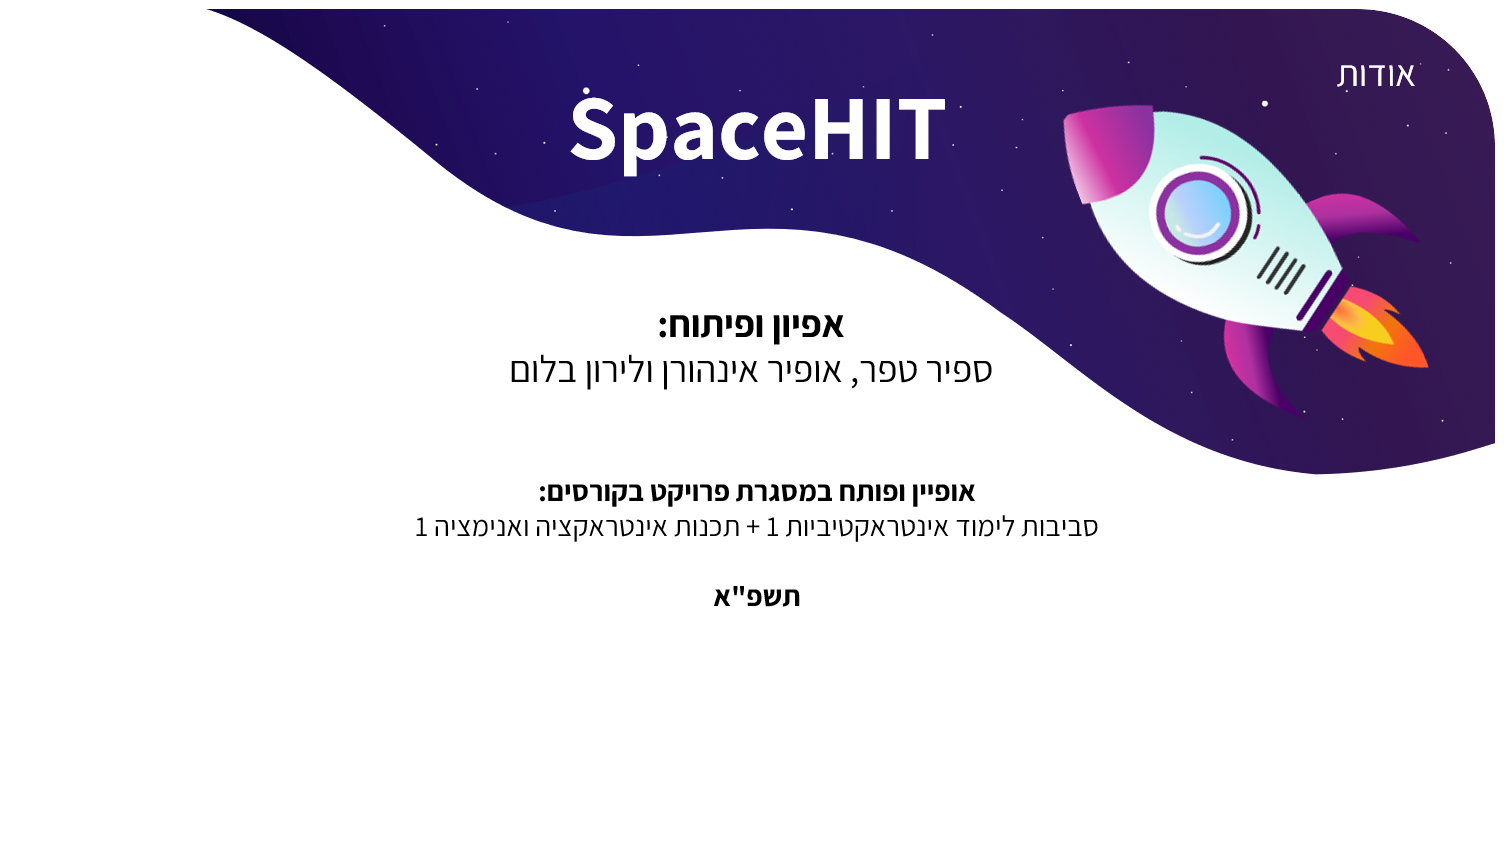 אודות
SpaceHIT
אפיון ופיתוח:
ספיר טפר, אופיר אינהורן ולירון בלום
אופיין ופותח במסגרת פרויקט בקורסים:
סביבות לימוד אינטראקטיביות 1 + תכנות אינטראקציה ואנימציה 1
תשפ"א